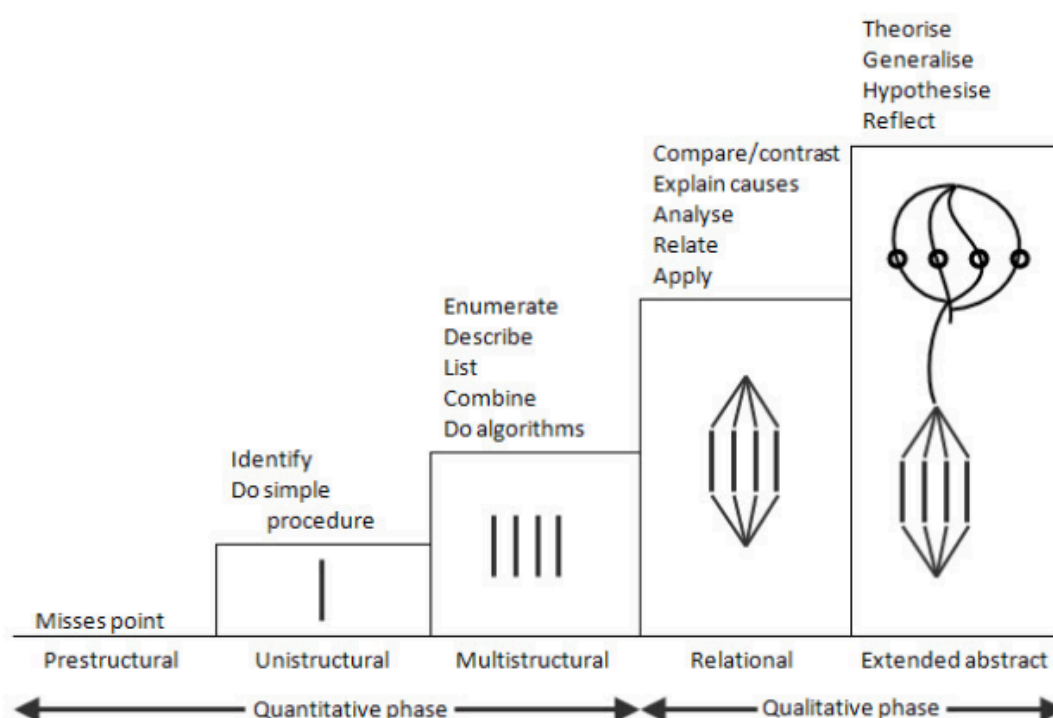 Theorise
Generalise
Hypothesise
Reflect
Compare/contrast
Explain causes
Analyse
Relate
Apply
Enumerate
Describe
List
Combine
Do algorithms
Identify
Do simple
procedure
Misses point
Prestructural
Unistructural
Multistructural
Relational
Extended abstract
Quantitative phase
Qualitative phase